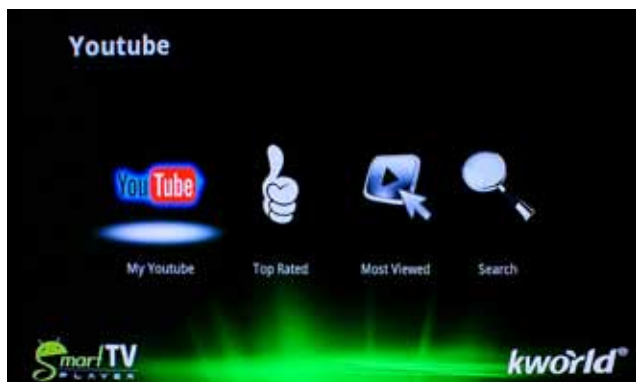 Youtube
YouTube
My Youtube
Top Rated
Most Viewed
Search
SmartTV
PLAYER
kworld®